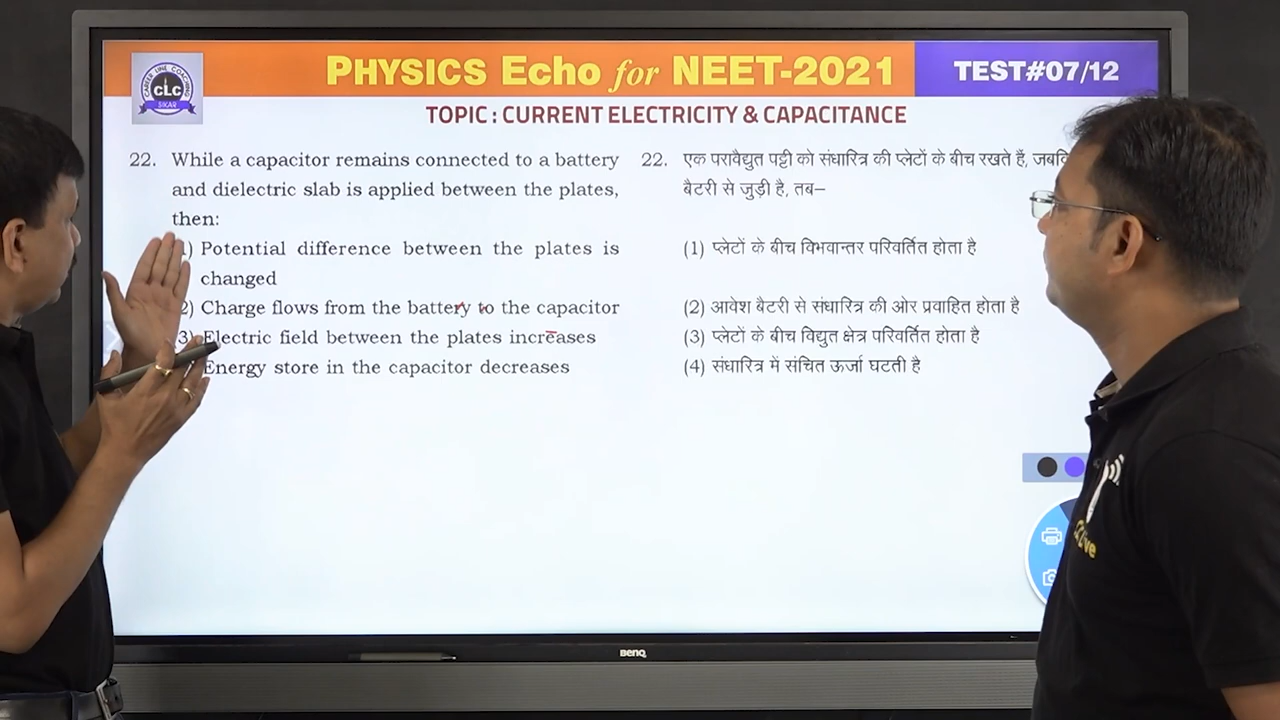 PHYSICS Echo for NEET-2021
TEST#07/12
CAREER LINE COACHING
CLC
SIKAR
TOPIC : CURRENT ELECTRICITY & CAPACITANCE
22. While a capacitor remains connected to a battery
and dielectric slab is applied between the plates,
then:
1) Potential difference between the plates is
changed
2) Charge flows from the battery to the capacitor
3) Electric field between the plates increases
Energy store in the capacitor decreases
22. एक परावैद्युत पट्टी को संधारित्र की प्लेटों के बीच रखते हैं, जबकि
बैटरी से जुड़ी है, तब–
(1) प्लेटों के बीच विभवान्तर परिवर्तित होता है
(2) आवेश बैटरी से संधारित्र की ओर प्रवाहित होता है
(3) प्लेटों के बीच विद्युत क्षेत्र परिवर्तित होता है
(4) संधारित्र में संचित ऊर्जा घटती है
BenQ